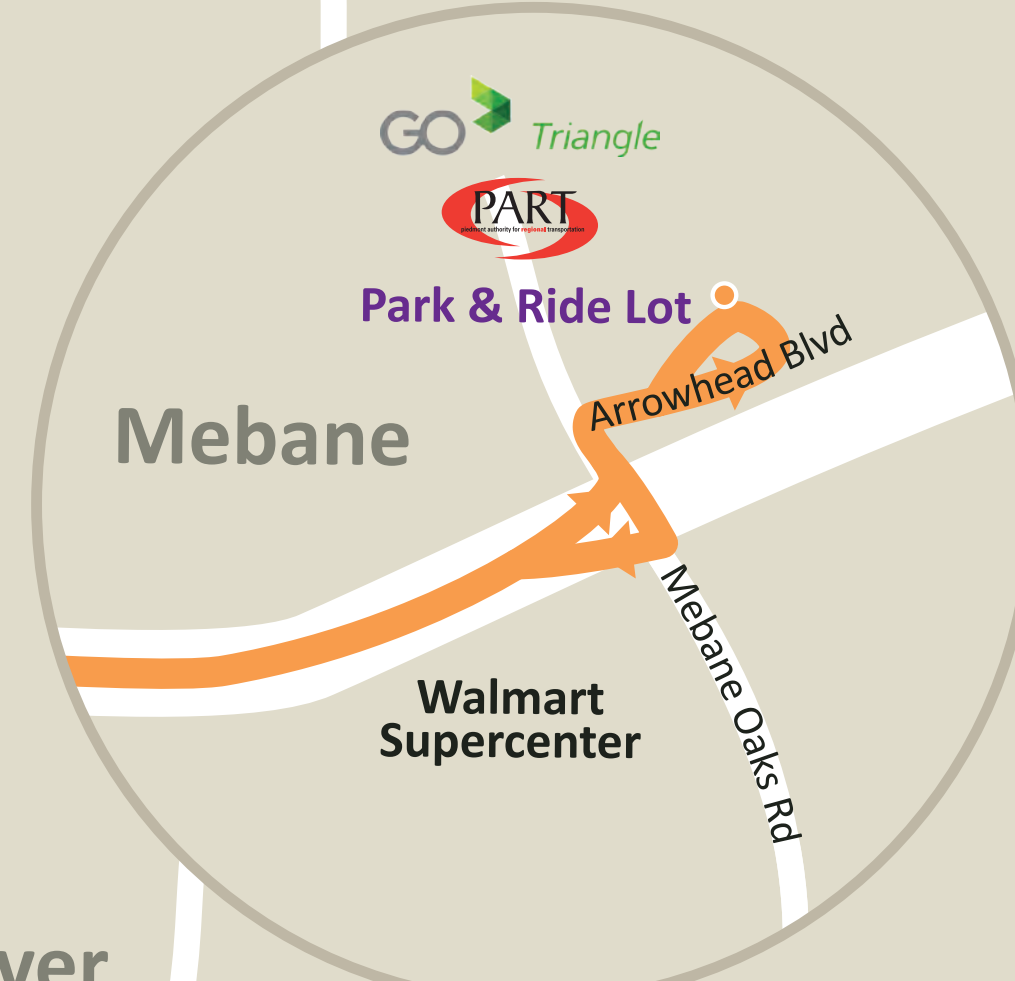 GO Triangle
PART
piedmont authority for regional transportation
Park & Ride Lot
Arrowhead Blvd
Mebane
Walmart
Supercenter
Mebane Oaks Rd
ver